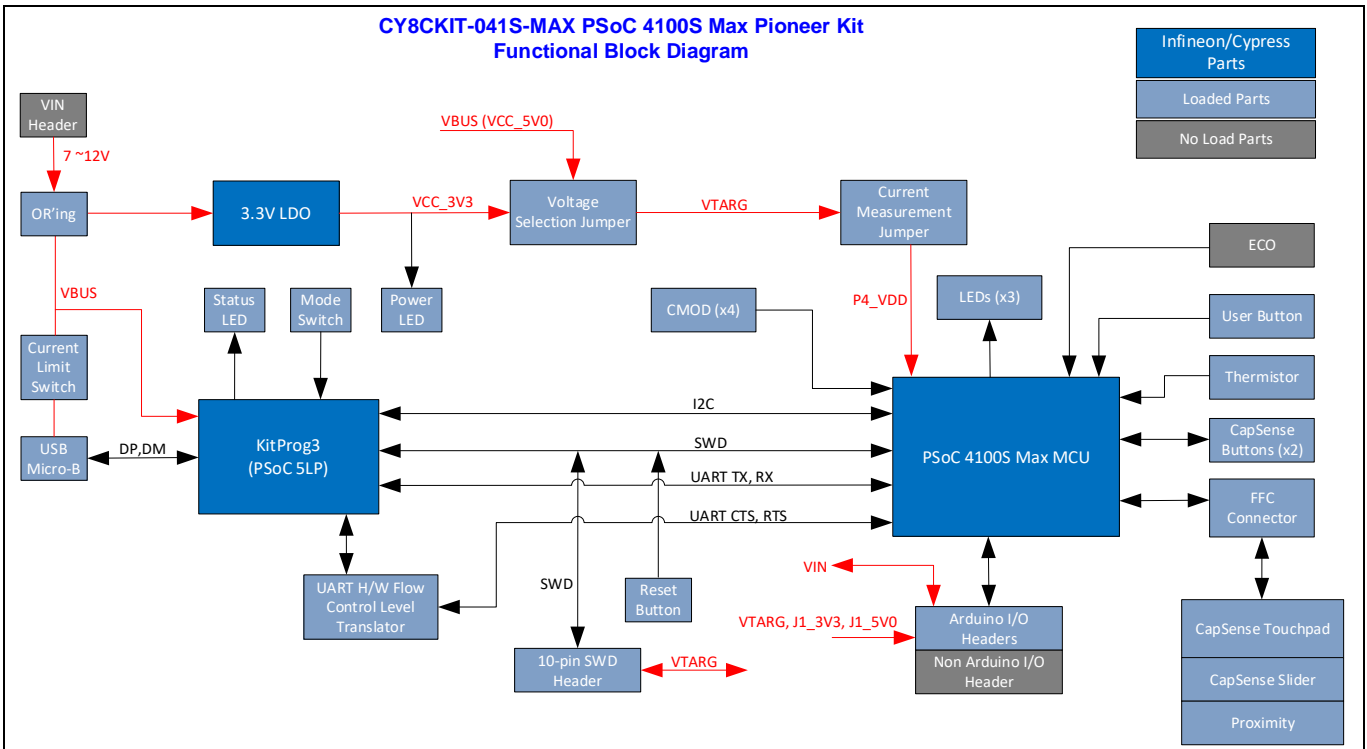 CY8CKIT-041S-MAX PSoC 4100S Max Pioneer Kit
Functional Block Diagram
Infineon/Cypress
Parts
Loaded Parts
No Load Parts
VIN
Header
7 ~12V
OR’ing
3.3V LDO
VCC_3V3
VBUS (VCC_5V0)
Voltage
Selection Jumper
VTARG
Current
Measurement
Jumper
ECO
VBUS
Status
LED
Mode
Switch
Power
LED
CMOD (x4)
P4_VDD
LEDs (x3)
User Button
Current
Limit
Switch
Thermistor
USB
Micro-B
DP,DM
KitProg3
(PSoC 5LP)
I2C
SWD
UART TX, RX
UART CTS, RTS
PSoC 4100S Max MCU
CapSense
Buttons (x2)
FFC
Connector
UART H/W Flow
Control Level
Translator
SWD
Reset
Button
VIN
VTARG, J1_3V3, J1_5V0
Arduino I/O
Headers
Non Arduino I/O
Header
10-pin SWD
Header
VTARG
CapSense Touchpad
CapSense Slider
Proximity